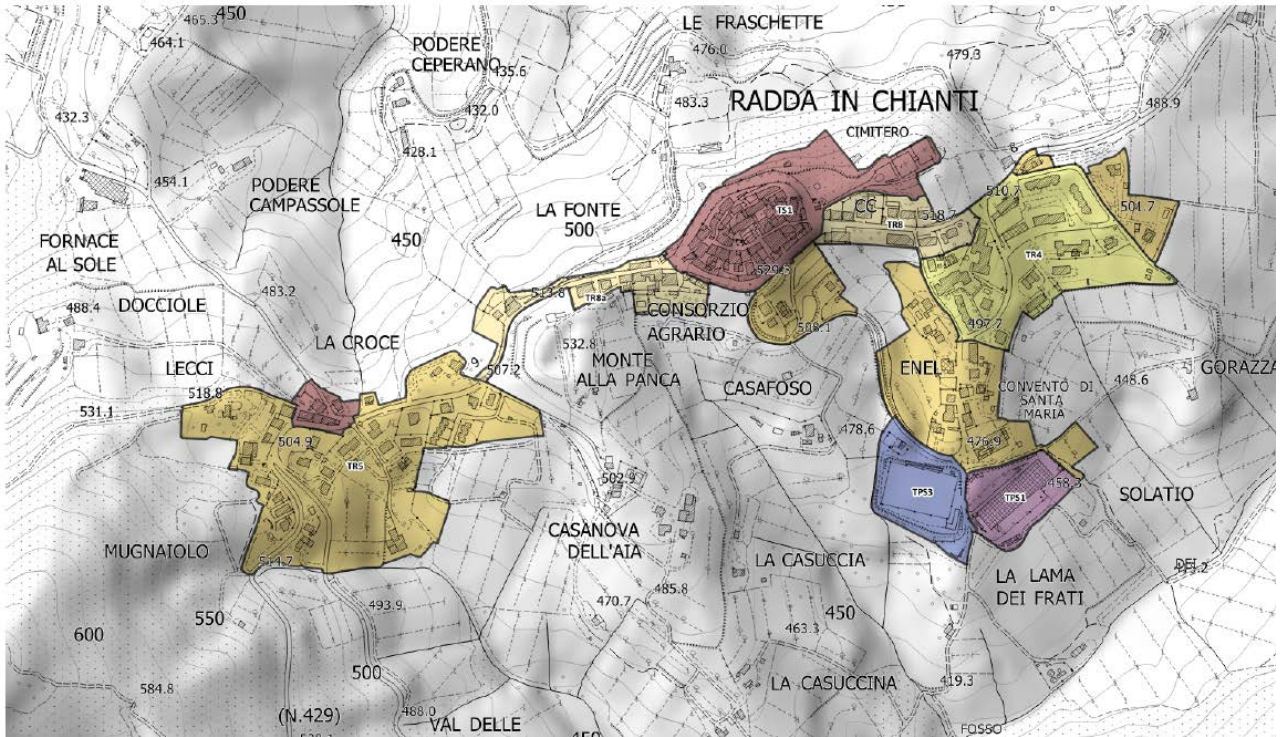 465.3
450
464.1
432.3
454.1
PODERE
CEPERANO
435.6
432.0
428.1
LE FRASCHETTE
476.0
479.3
483.3
RADDA IN CHIANTI
488.9
CIMITERO
PODERE
CAMPASSOLE
450
LA FONTE
500
TS1
CC
518.7
TR8
510.7
501.7
TR4
FORNACE
AL SOLE
DOCCIOLE
488.4
483.2
LA CROCE
LECCI
518.8
531.1
513.8
TR8a
CONSORZIO
AGRARIO
508.1
497.7
532.8
MONTE
ALLA PANCA
507.2
CASAFOSO
ENEL
CONVENTO DI
SANTA
MARIA
448.6
GORAZZA
478.6
476.9
504.9
TR5
502.9
TPS3
TPS1
458.3
SOLATIO
MUGNAIOLO
514.7
CASANOVA
DELL'AIA
LA CASUCCIA
LA LAMA
DEI FRATI
DEI
493.9
470.7
485.8
450
463.3
550
600
500
584.8
(N.429)
488.0
VAL DELLE
450
LA CASUCCINA
419.3
FOSSO